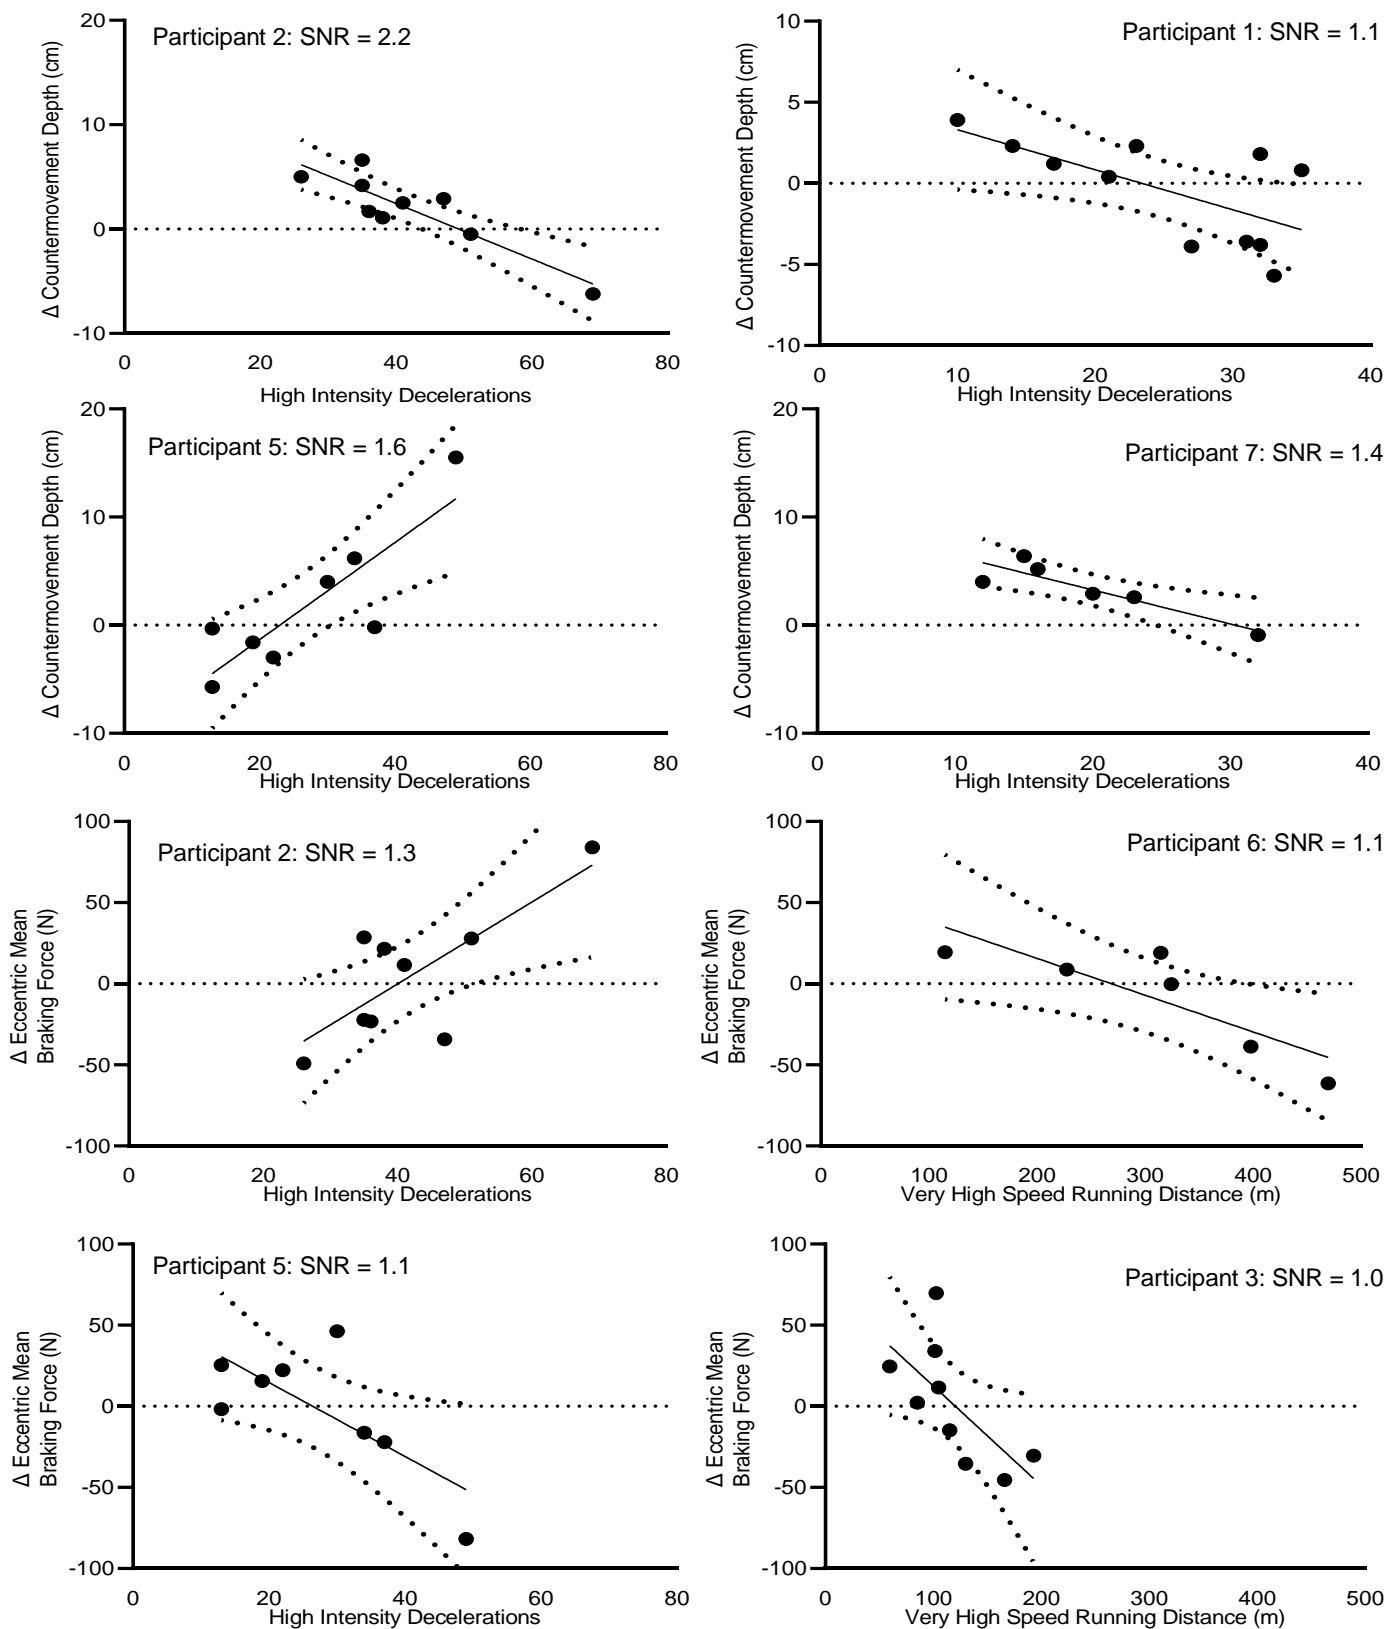 Participant 2: SNR = 2.2
Δ Countermovement Depth (cm)
20
10
0
-10
0 20 40 60 80
High Intensity Decelerations
Participant 1: SNR = 1.1
Δ Countermovement Depth (cm)
10
5
0
-5
-10
0 10 20 30 40
High Intensity Decelerations
Participant 5: SNR = 1.6
Δ Countermovement Depth (cm)
20
10
0
-10
0 20 40 60 80
High Intensity Decelerations
Participant 7: SNR = 1.4
Δ Countermovement Depth (cm)
20
10
0
-10
0 10 20 30 40
High Intensity Decelerations
Participant 2: SNR = 1.3
Δ Eccentric Mean
Braking Force (N)
100
50
0
-50
-100
0 20 40 60 80
High Intensity Decelerations
Participant 6: SNR = 1.1
Δ Eccentric Mean
Braking Force (N)
100
50
0
-50
-100
0 100 200 300 400 500
Very High Speed Running Distance (m)
Participant 5: SNR = 1.1
Δ Eccentric Mean
Braking Force (N)
100
50
0
-50
-100
0 20 40 60 80
High Intensity Decelerations
Participant 3: SNR = 1.0
Δ Eccentric Mean
Braking Force (N)
100
50
0
-50
-100
0 100 200 300 400 500
Very High Speed Running Distance (m)